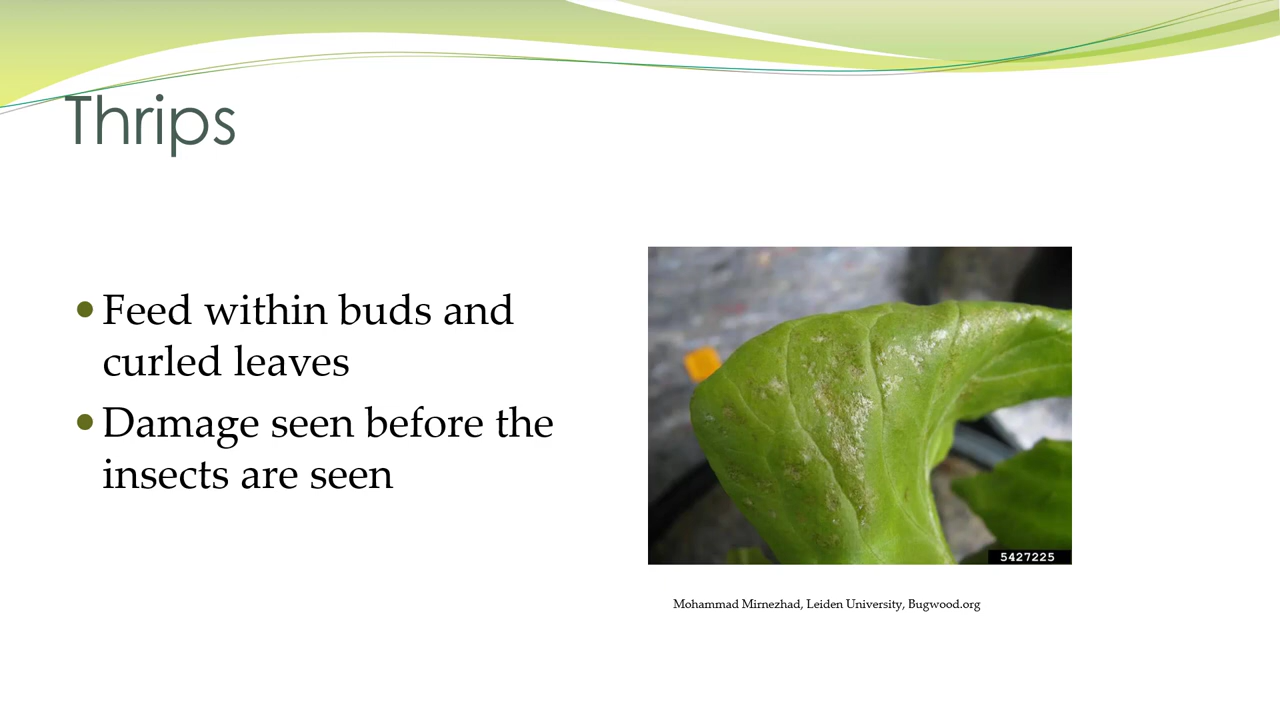 Thrips
•Feed within buds and
curled leaves
•Damage seen before the
insects are seen
5427225
Mohammad Mirnezhad, Leiden University, Bugwood.org